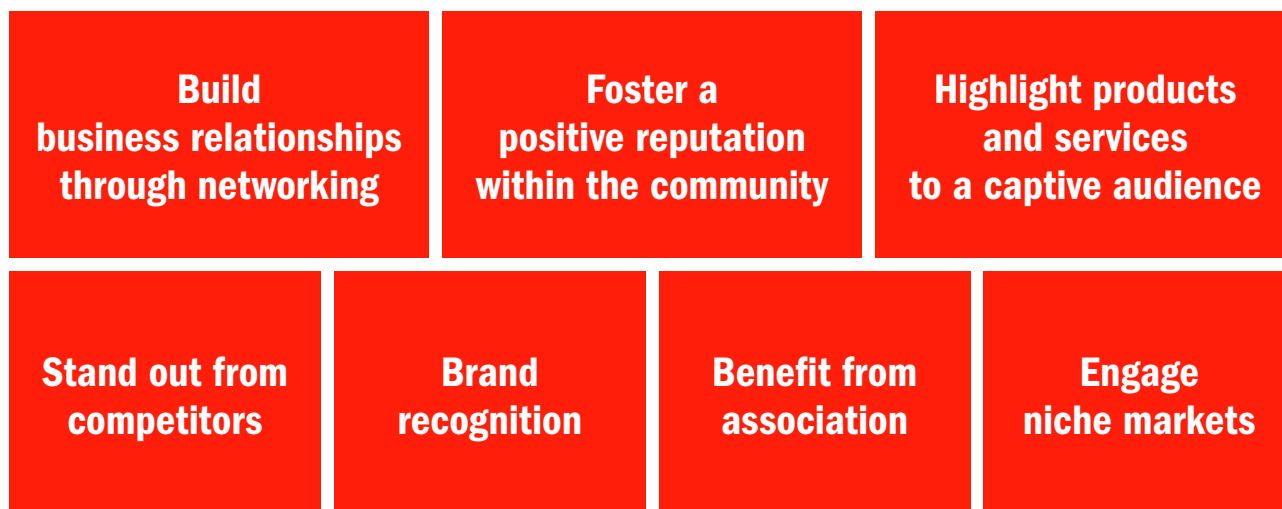 Build
business relationships
through networking
Foster a
positive reputation
within the community
Highlight products
and services
to a captive audience
Stand out from
competitors
Brand
recognition
Benefit from
association
Engage
niche markets